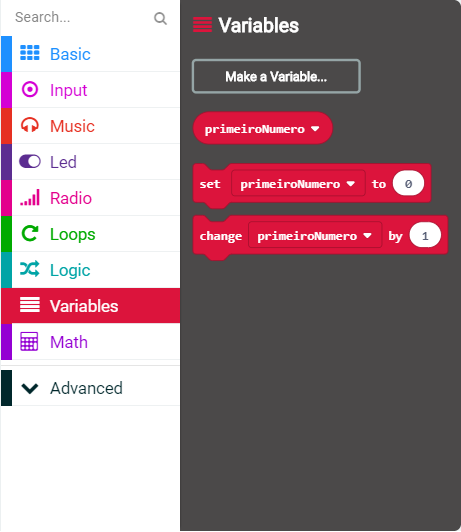 Search...
Basic
Input
Music
Led
Radio
Loops
Logic
Variables
Math
Advanced
Variables
Make a Variable...
primeiroNumero
set primeiroNumero to 0
change primeiroNumero by 1